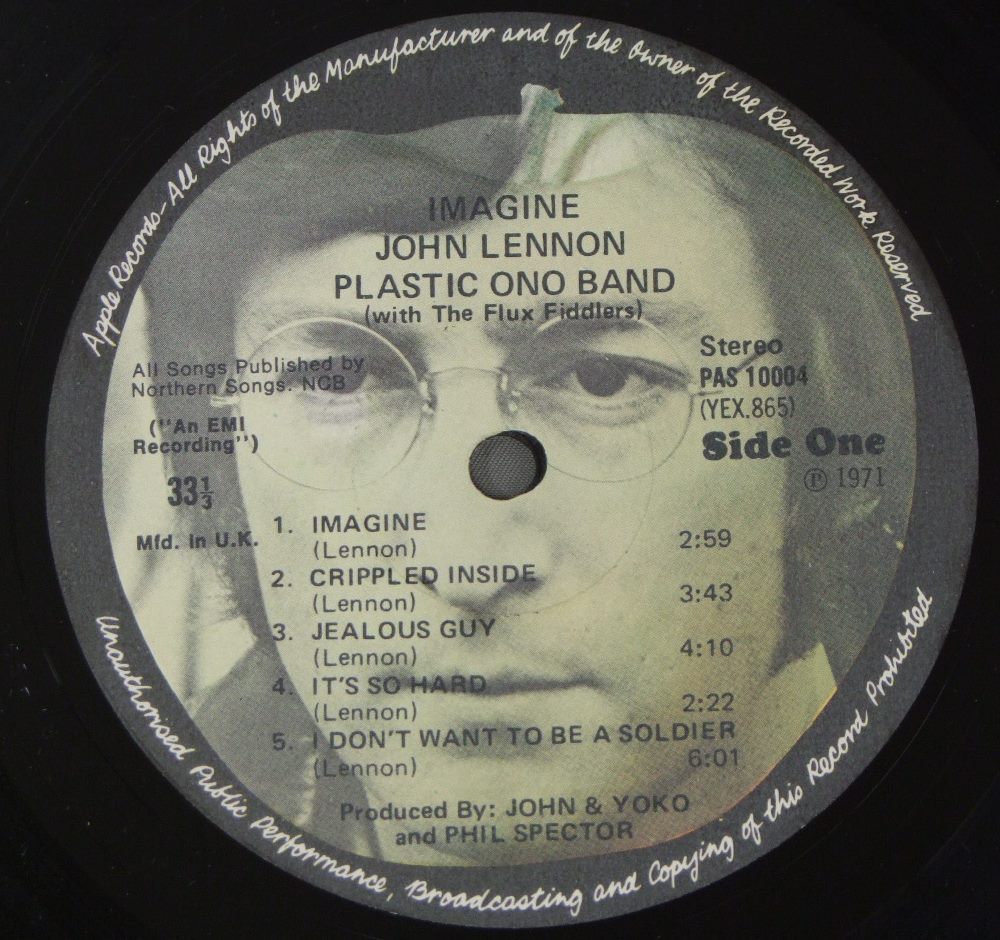 Apple Records-All Rights of the Manufacturer and of the Owner of the Recorded Work Reserved
IMAGINE
JOHN LENNON
PLASTIC ONO BAND
(with The Flux Fiddlers)
All Songs Published by
Northern Songs. NCB
(''An EMI
Recording'')
33⅓
Mfd. In U.K.
Stereo
PAS 10004
(YEX.865)
Side One
℗ 1971
1. IMAGINE
(Lennon) 2:59
2. CRIPPLED INSIDE
(Lennon) 3:43
3. JEALOUS GUY
(Lennon) 4:10
4. IT'S SO HARD
(Lennon) 2:22
5. I DON'T WANT TO BE A SOLDIER
(Lennon) 6:01
Produced By: JOHN & YOKO
and PHIL SPECTOR
Unauthorised Public Performance, Broadcasting and Copying of this Record Prohibited